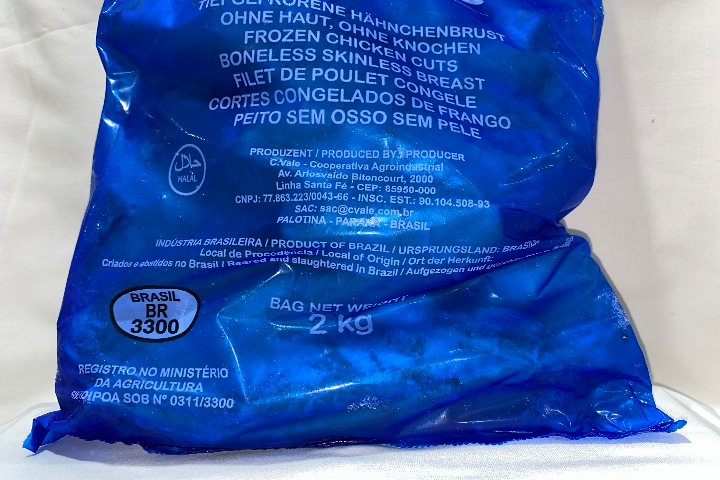 TIEFGEFRORENE HÄHNCHENBRUST
OHNE HAUT, OHNE KNOCHEN
FROZEN CHICKEN CUTS
BONELESS SKINLESS BREAST
FILET DE POULET CONGELE
CORTES CONGELADOS DE FRANGO
PEITO SEM OSSO SEM PELE
حلال
HALAL
PRODUZENT / PRODUCED BY / PRODUCER
C.Vale - Cooperativa Agroindustrial
Av. Ariosvaldo Bitencourt, 2000
Linha Santa Fé - CEP: 85950-000
CNPJ: 77.863.223/0043-66 - INSC. EST.: 90.104.508-93
SAC: sac@cvale.com.br
PALOTINA - PARANÁ - BRASIL
INDÚSTRIA BRASILEIRA / PRODUCT OF BRAZIL / URSPRUNGSLAND:
Local de Procedência / Local of Origin / Ort der Herkunft:
Criados e abatidos no Brasil / Reared and slaughtered in Brazil / Aufgezogen und
BRASIL
BR
3300
BAG NET WEIGHT
2 kg
REGISTRO NO MINISTÉRIO
DA AGRICULTURA
SOB Nº 0311/3300